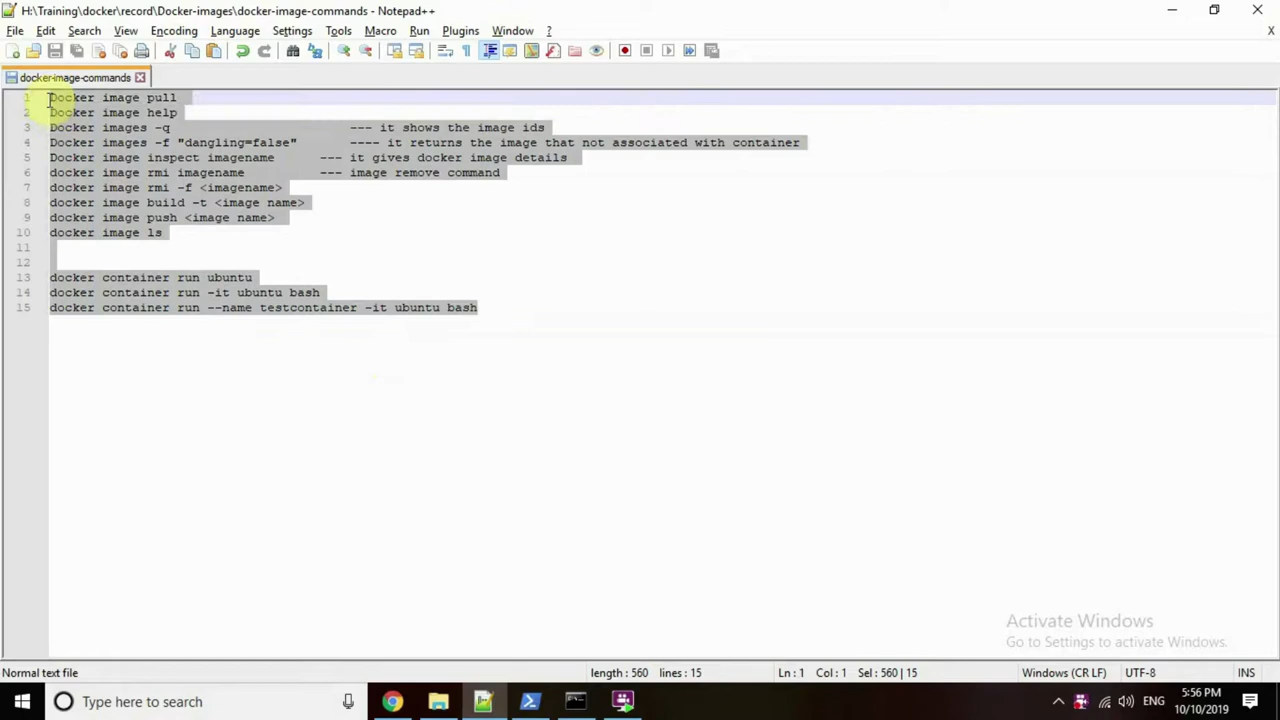 H:\Training\docker\record\Docker-images\docker-image-commands - Notepad++
File Edit Search View Encoding Language Settings Tools Macro Run Plugins Window ? X
docker-image-commands
1 Docker image pull
2 Docker image help
3 Docker images -q --- it shows the image ids
4 Docker images -f "dangling=false" ---- it returns the image that not associated with container
5 Docker image inspect imagename --- it gives docker image details
6 docker image rmi imagename --- image remove command
7 docker image rmi -f <imagename>
8 docker image build -t <image name>
9 docker image push <image name>
10 docker image ls
11
12
13 docker container run ubuntu
14 docker container run -it ubuntu bash
15 docker container run --name testcontainer -it ubuntu bash
Activate Windows
Go to Settings to activate Windows.
Normal text file length : 560 lines : 15 Ln : 1 Col : 1 Sel : 560 | 15 Windows (CR LF) UTF-8 INS
Type here to search ENG 5:56 PM
10/10/2019